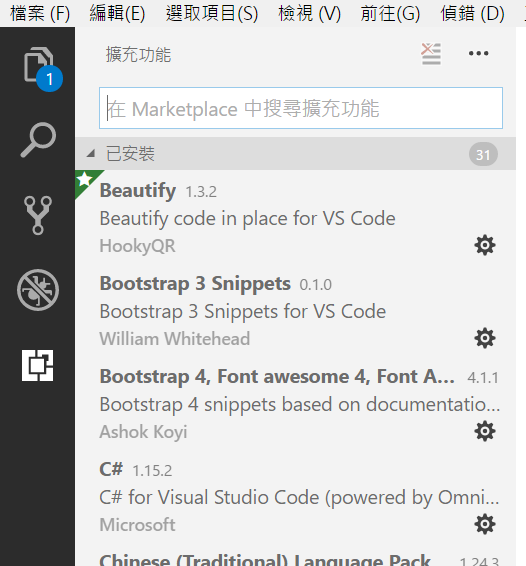 檔案 (F) 編輯(E) 選取項目(S) 檢視 (V) 前往(G) 偵錯 (D)
擴充功能
1
在 Marketplace 中搜尋擴充功能
已安裝 31
Beautify 1.3.2
Beautify code in place for VS Code
HookyQR
Bootstrap 3 Snippets 0.1.0
Bootstrap 3 Snippets for VS Code
William Whitehead
Bootstrap 4, Font awesome 4, Font A... 4.1.1
Bootstrap 4 snippets based on documentatio...
Ashok Koyi
C# 1.15.2
C# for Visual Studio Code (powered by Omni...
Microsoft
Chinese (Traditional) Language Pack 1.24.3